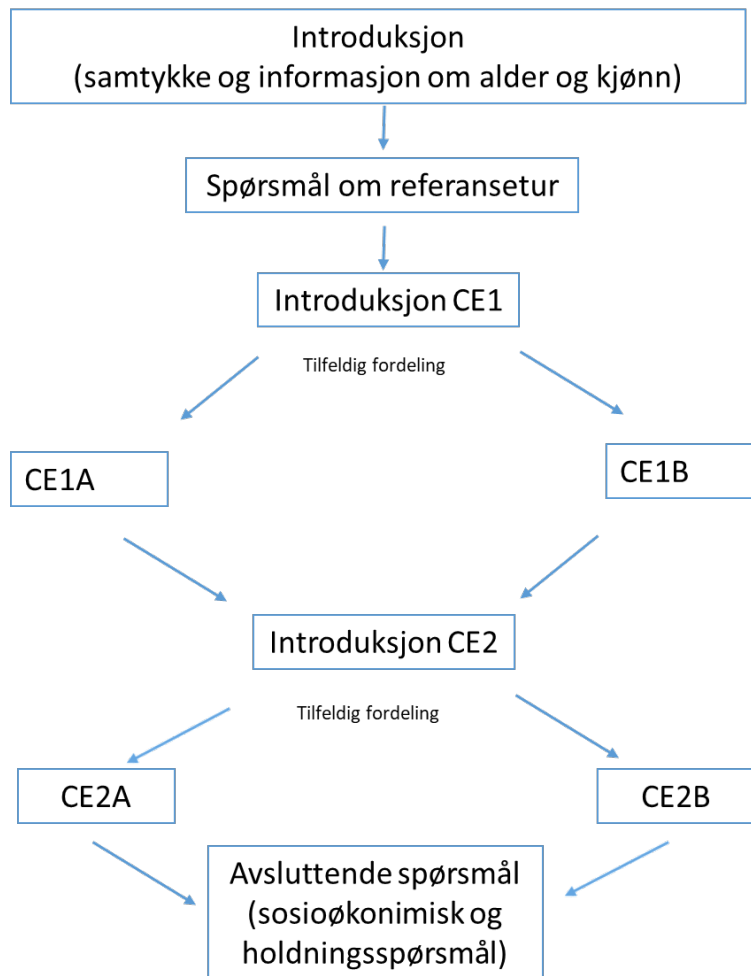 Introduksjon
(samtykke og informasjon om alder og kjønn)
Spørsmål om referansetur
Introduksjon CE1
Tilfeldig fordeling
CE1A
CE1B
Introduksjon CE2
Tilfeldig fordeling
CE2A
CE2B
Avsluttende spørsmål
(sosioøkonimisk og
holdningsspørsmål)